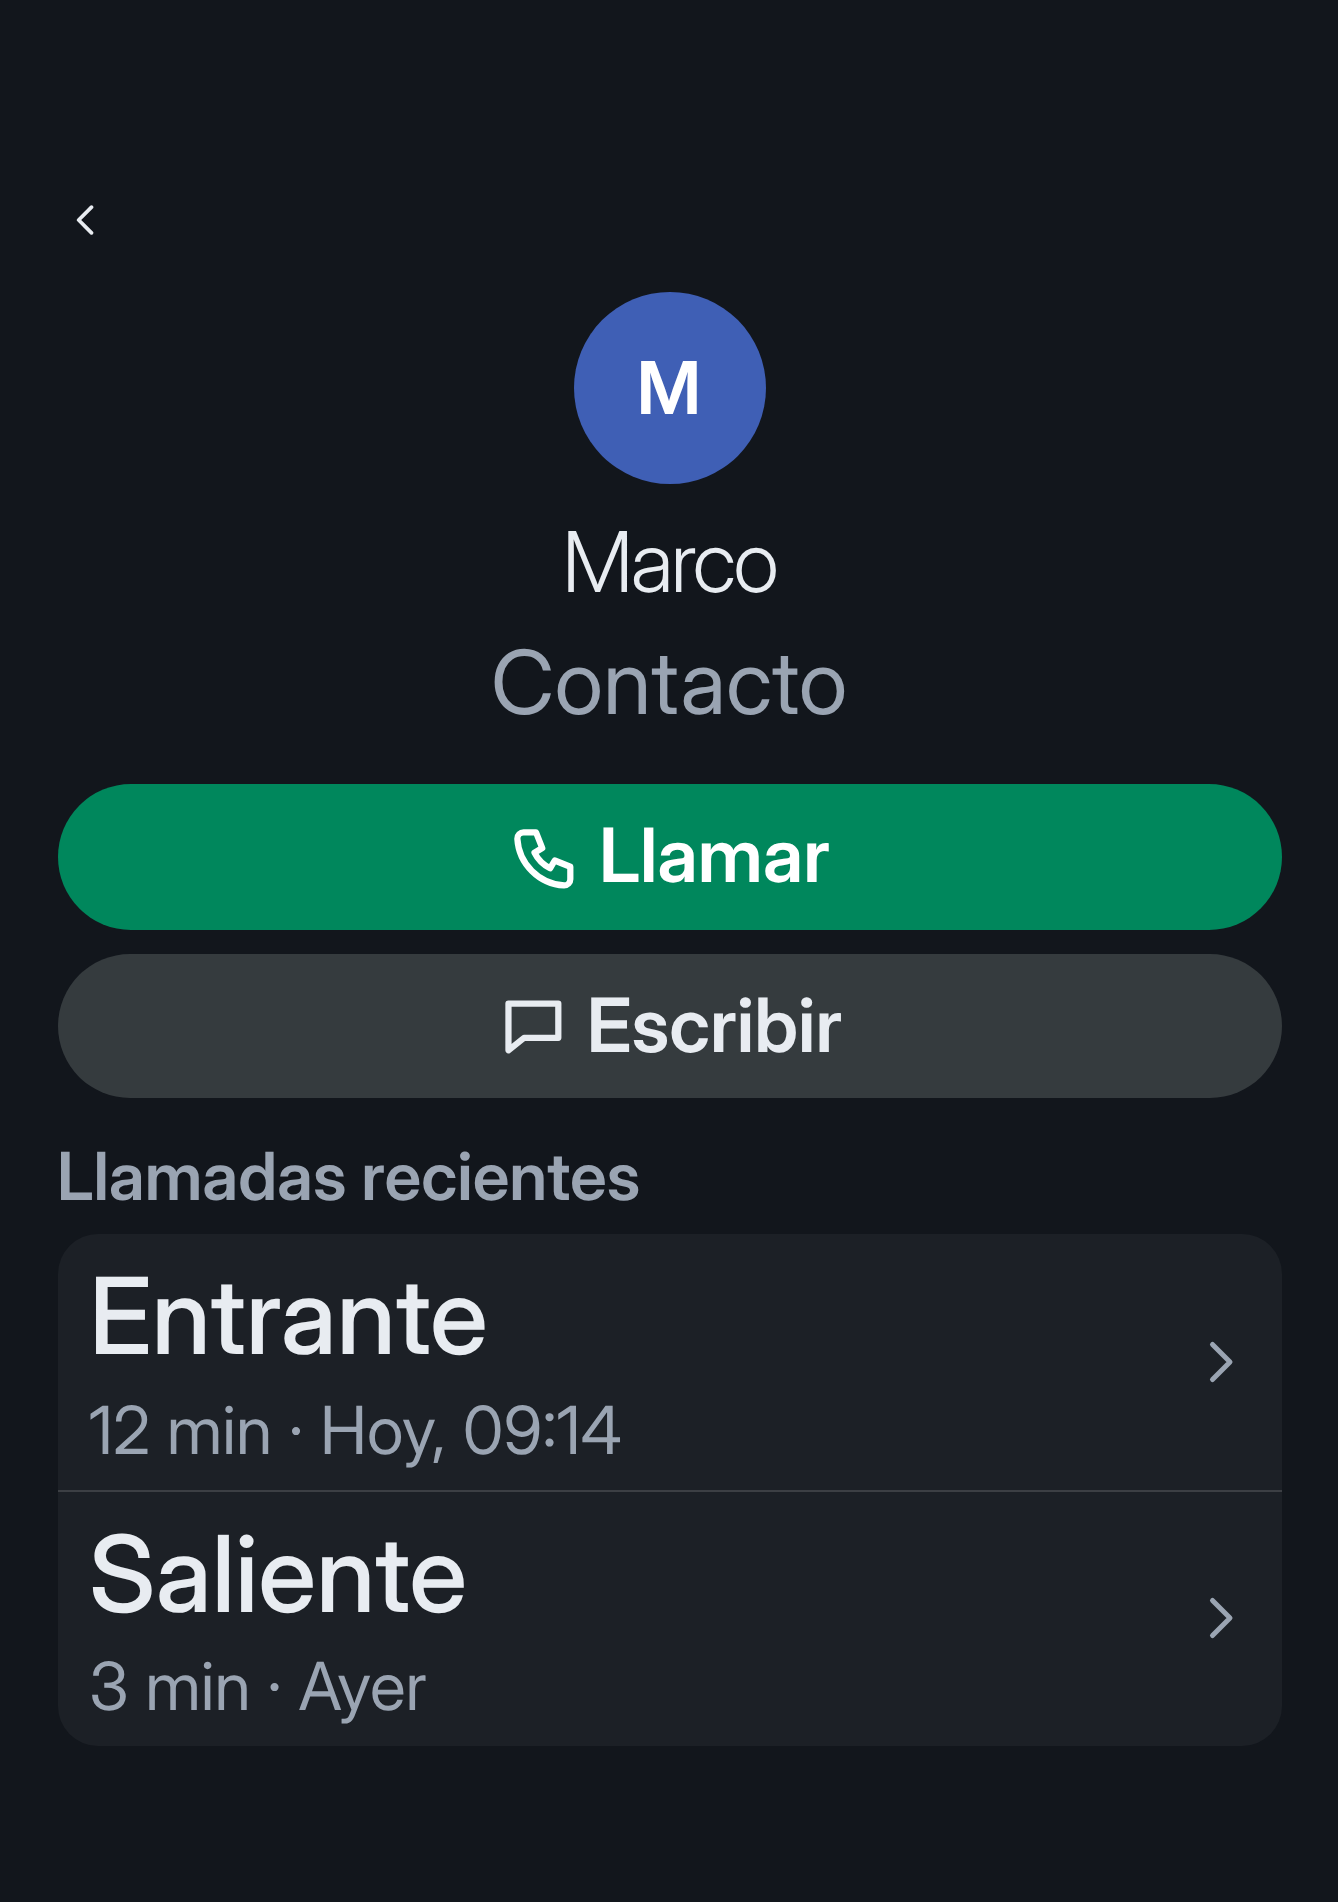 M
Marco
Contacto
Llamar
Escribir
Llamadas recientes
Entrante
12 min · Hoy, 09:14
Saliente
3 min · Ayer